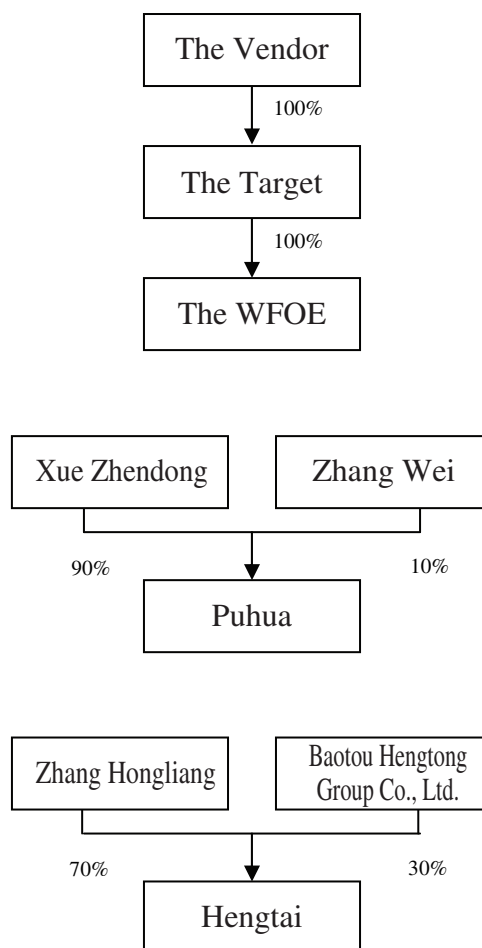 The Vendor
100%
The Target
100%
The WFOE
Xue Zhendong
Zhang Wei
90%
10%
Puhua
Zhang Hongliang
Baotou Hengtong
Group Co., Ltd.
70%
30%
Hengtai